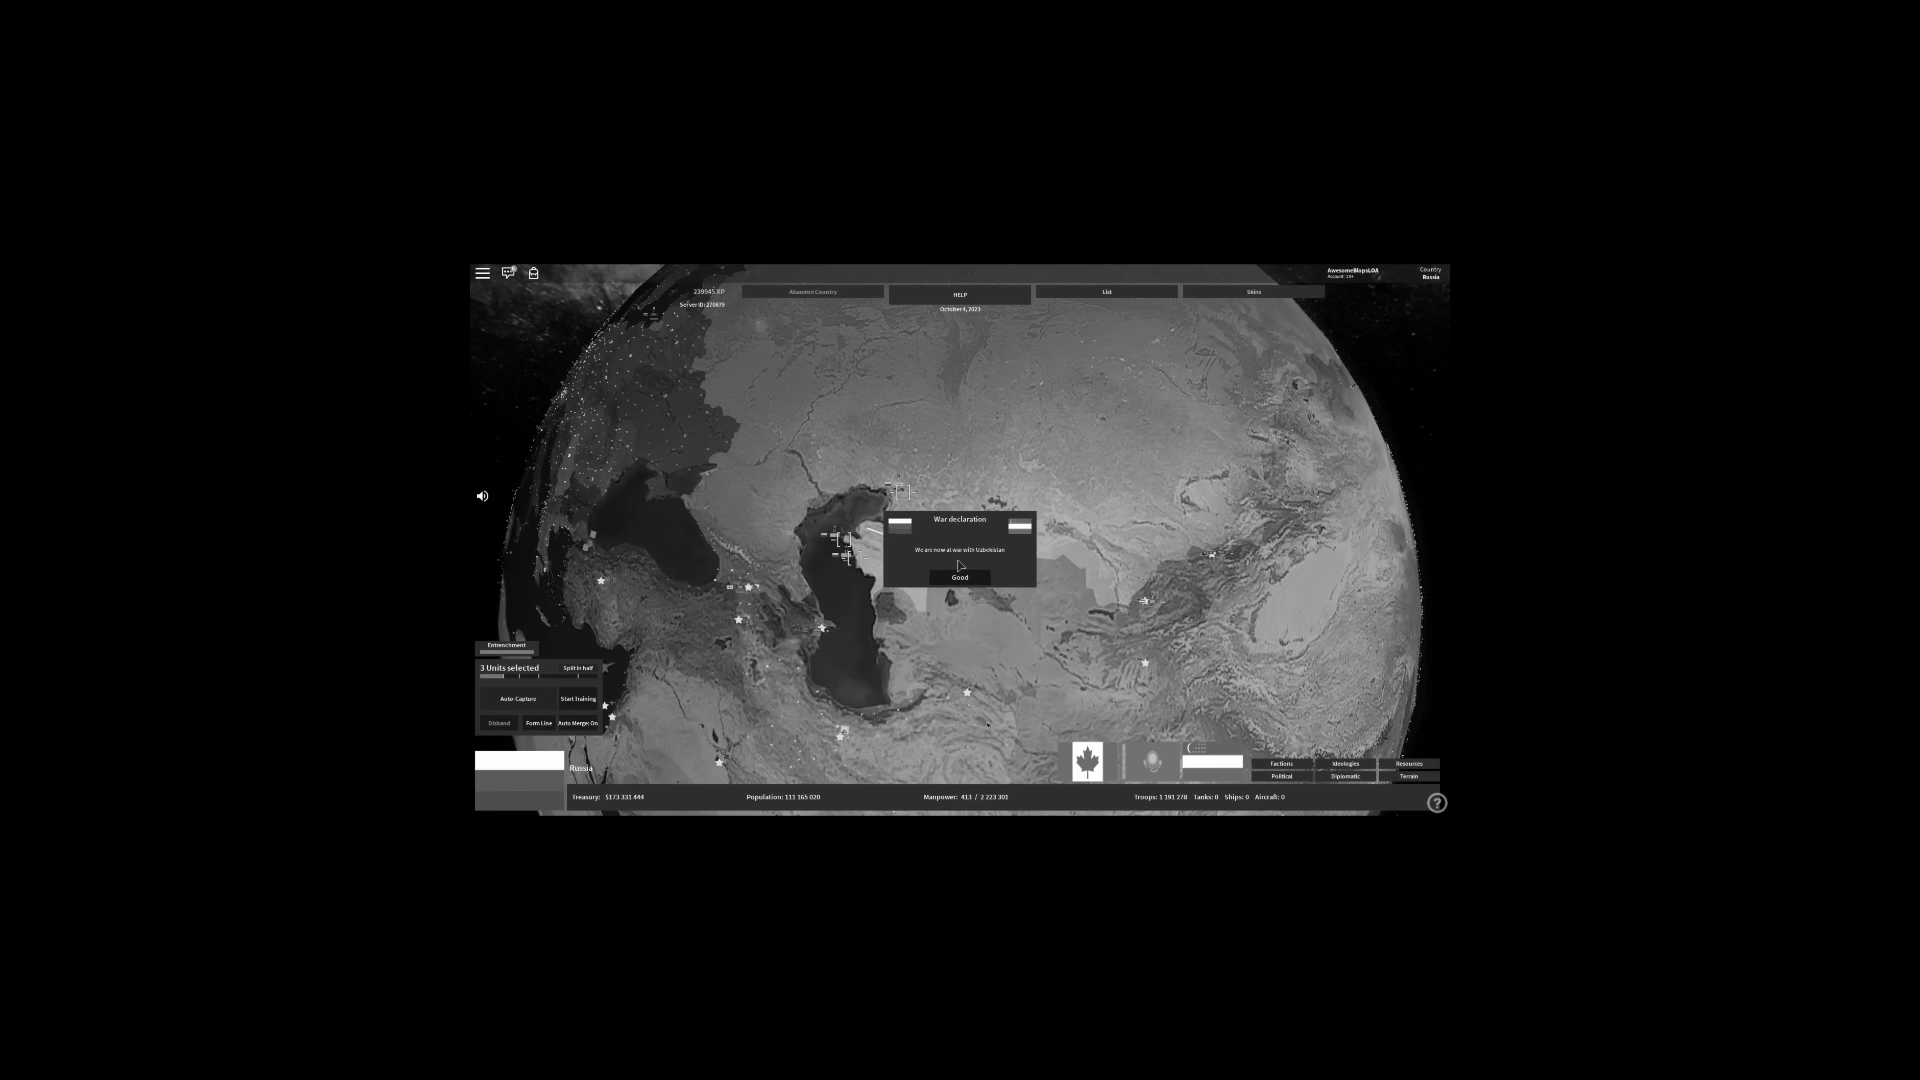 AwesomeBlopsLOA
Country
Russia
239945 XP
Abandon Country
HELP
List
Skins
Server ID: 270879
October 4, 2023
War declaration
We are now at war with Uzbekistan
Good
Entrenchment
3 Units selected
Split in half
Auto-Capture
Start Training
Disband
Form Line
Auto Merge: On
Russia
Factions
Ideologies
Resources
Political
Diplomatic
Terrain
Treasury: $173 331 444
Population: 111 165 020
Manpower: 413 / 2 223 301
Troops: 1 191 278 Tanks: 0 Ships: 0 Aircraft: 0
?